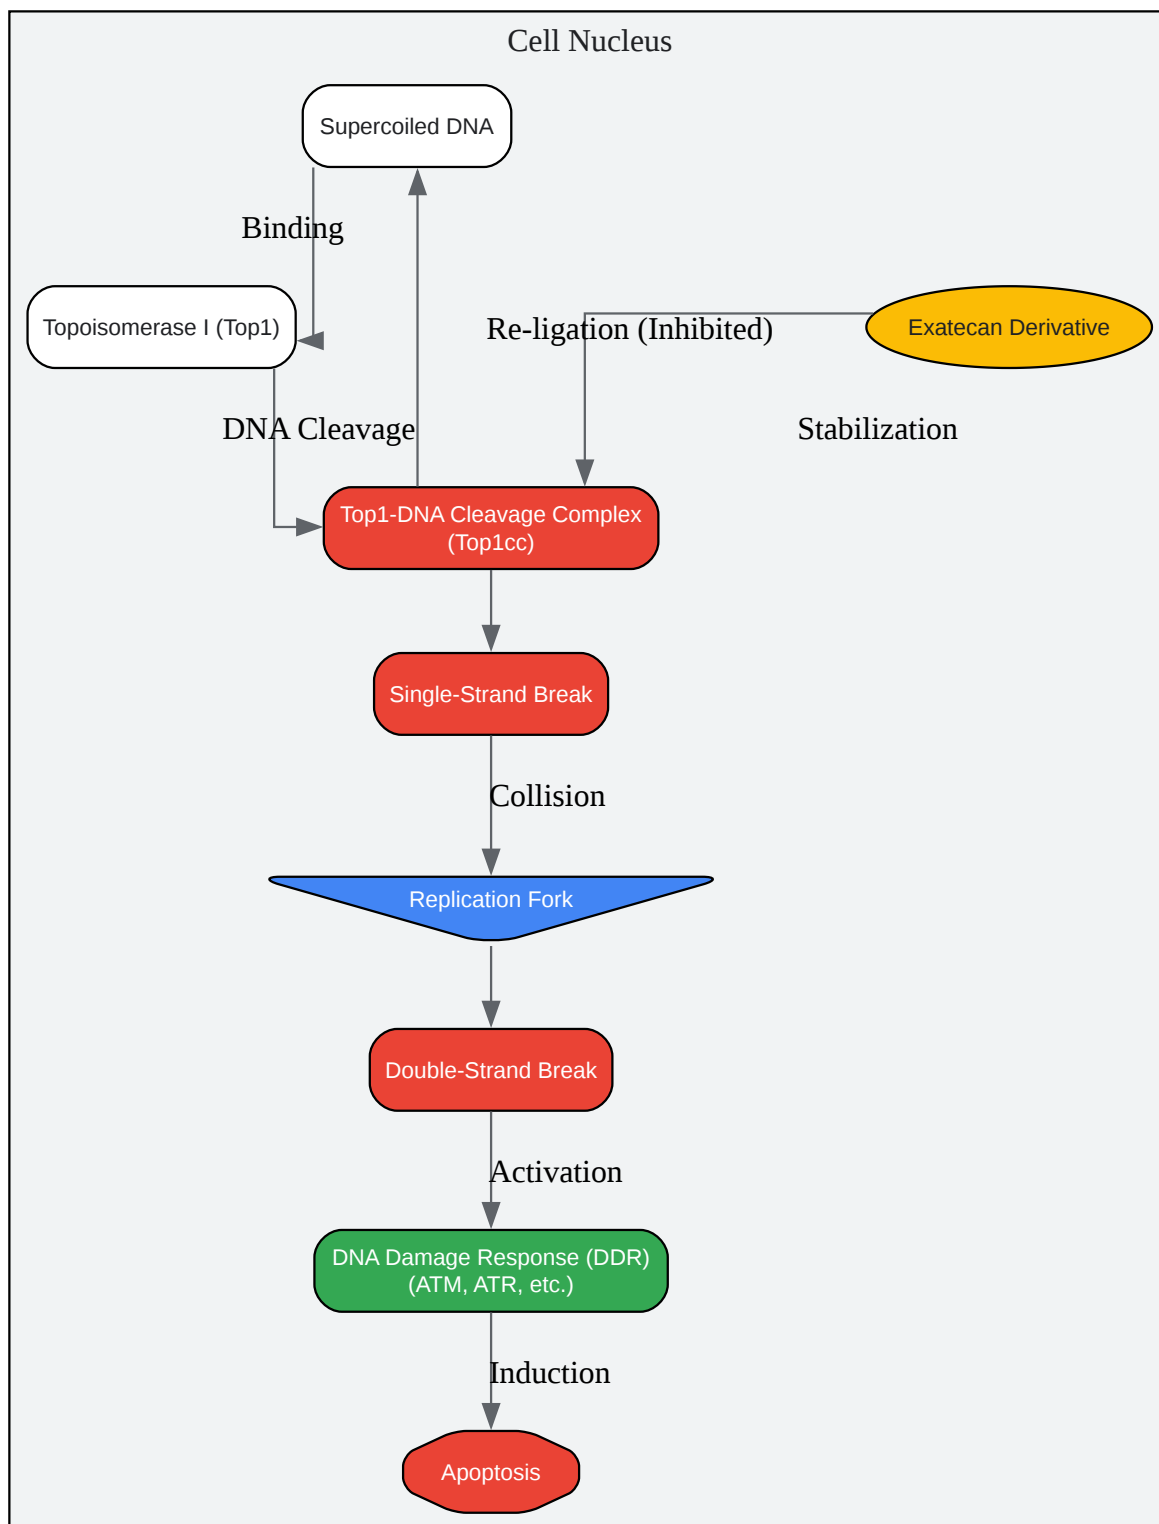 Cell Nucleus
Supercoiled DNA
Binding
Topoisomerase I (Top1)
Re-ligation (Inhibited)
Exatecan Derivative
DNA Cleavage
Stabilization
Top1-DNA Cleavage Complex
(Top1cc)
Single-Strand Break
Collision
Replication Fork
Double-Strand Break
Activation
DNA Damage Response (DDR)
(ATM, ATR, etc.)
Induction
Apoptosis